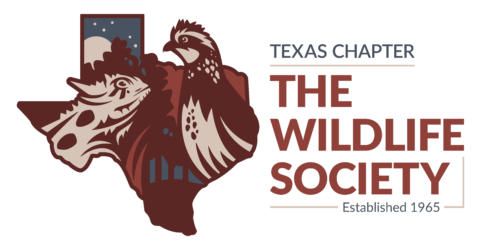 TEXAS CHAPTER
THE
WILDLIFE
SOCIETY
Established 1965